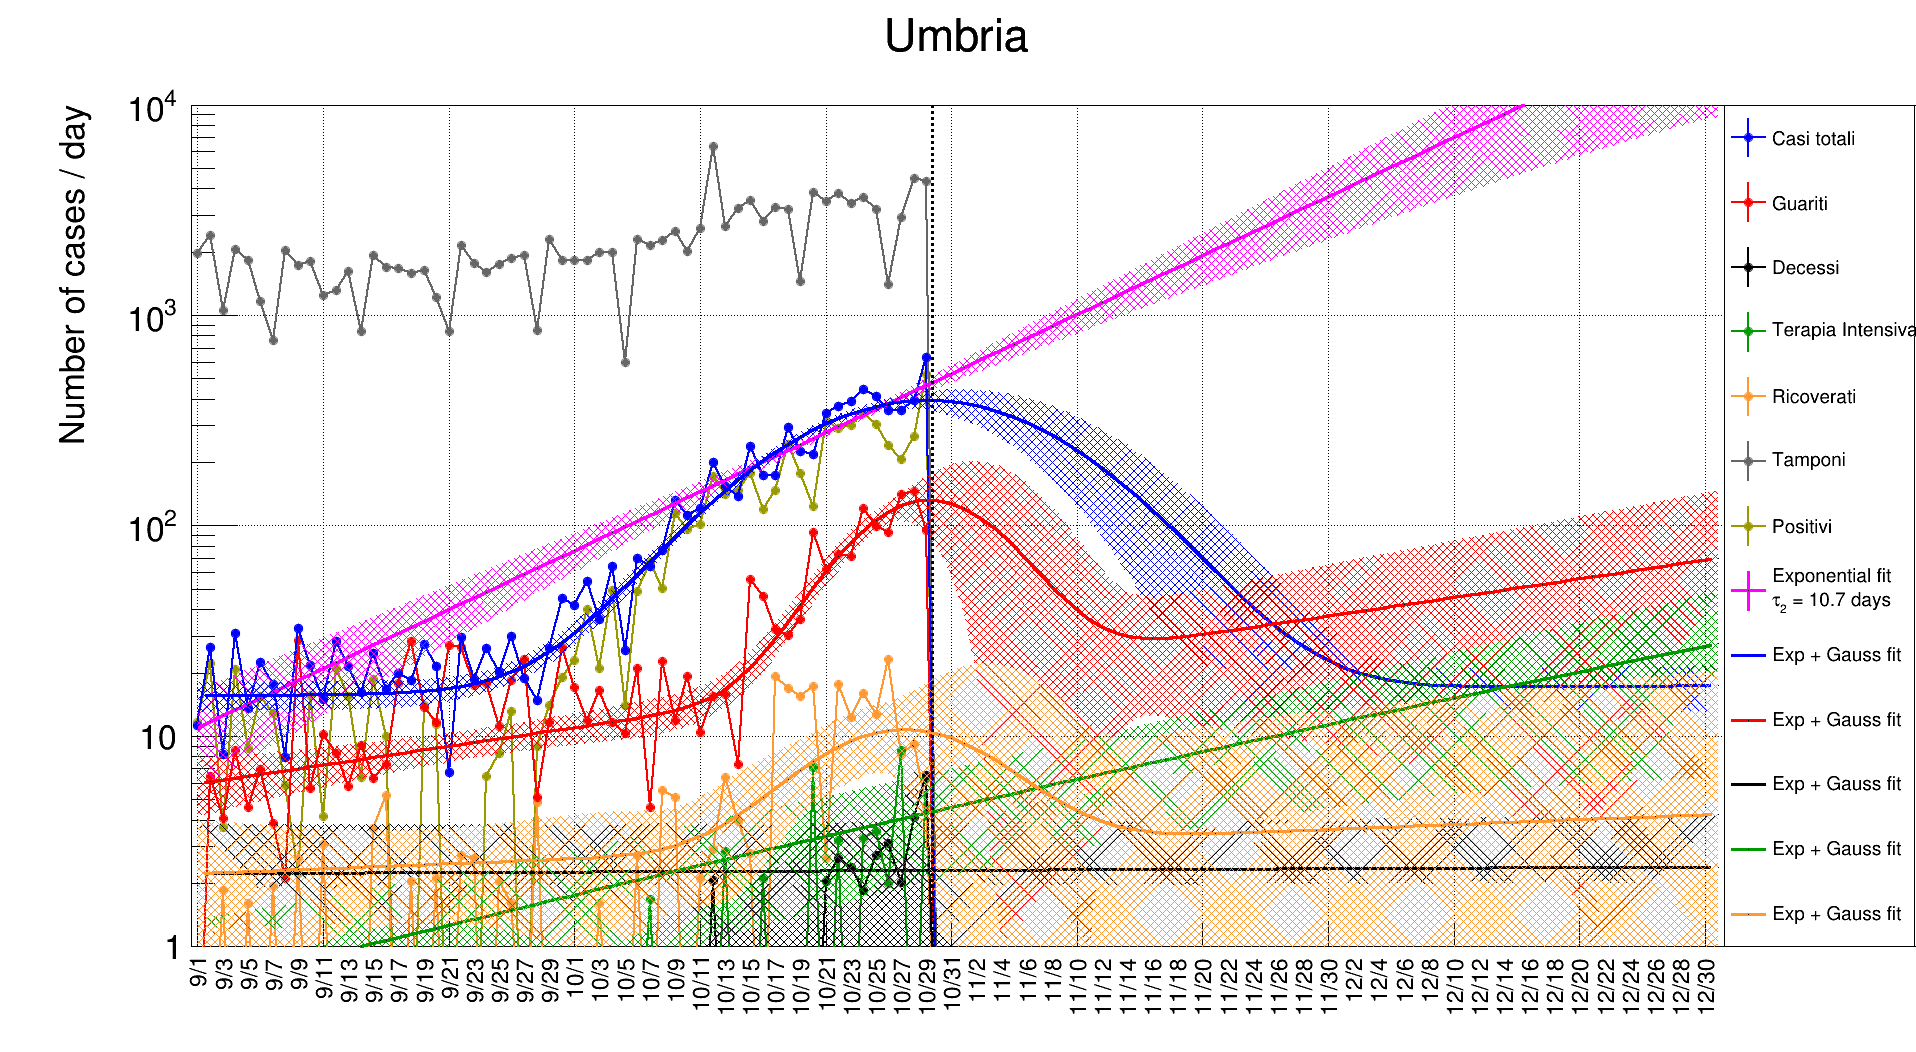 Umbria
Number of cases / day
10^4
10^3
10^2
10
1
9/1 9/3 9/5 9/7 9/9 9/11 9/13 9/15 9/17 9/19 9/21 9/23 9/25 9/27 9/29 10/1 10/3 10/5 10/7 10/9 10/11 10/13 10/15 10/17 10/19 10/21 10/23 10/25 10/27 10/29 10/31 11/2 11/4 11/6 11/8 11/10 11/12 11/14 11/16 11/18 11/20 11/22 11/24 11/26 11/28 11/30 12/2 12/4 12/6 12/8 12/10 12/12 12/14 12/16 12/18 12/20 12/22 12/24 12/26 12/28 12/30
Casi totali
Guariti
Decessi
Terapia Intensiva
Ricoverati
Tamponi
Positivi
Exponential fit
τ₂ = 10.7 days
Exp + Gauss fit
Exp + Gauss fit
Exp + Gauss fit
Exp + Gauss fit
Exp + Gauss fit